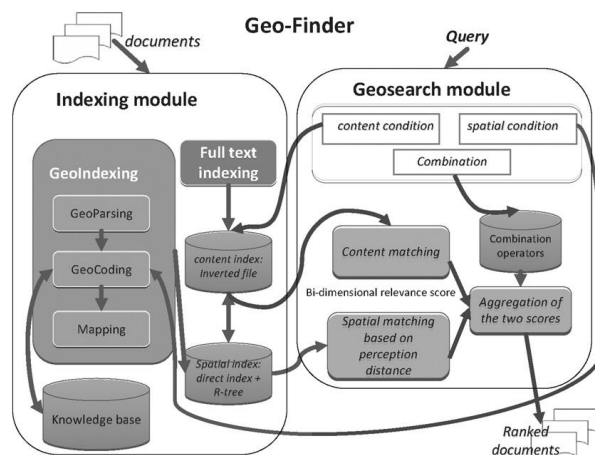 documents
Geo-Finder
Query
Indexing module
Geosearch module
GeoIndexing
GeoParsing
GeoCoding
Mapping
Knowledge base
Full text
indexing
content index:
Inverted file
Spatial index:
direct index +
R-tree
content condition
spatial condition
Combination
Content matching
Combination
operators
Bi-dimensional relevance score
Spatial matching
based on
perception
distance
Aggregation of
the two scores
Ranked
documents